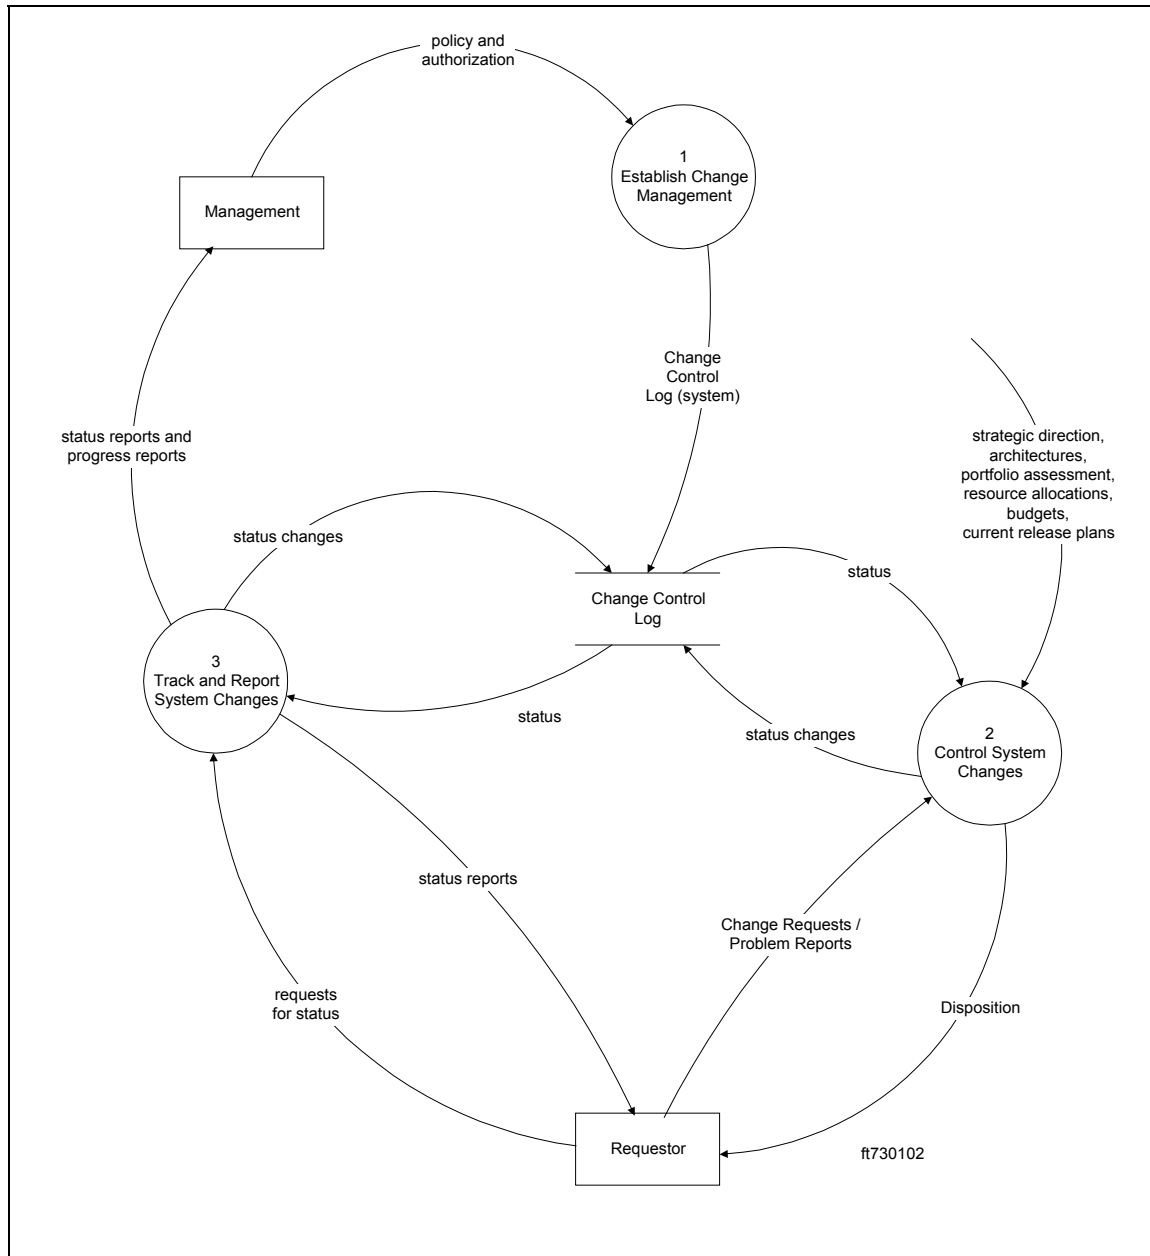 policy and
authorization
1
Establish Change
Management
Management
Change
Control
Log (system)
strategic direction,
architectures,
portfolio assessment,
resource allocations,
budgets,
current release plans
status reports and
progress reports
status changes
status
Change Control
Log
3
Track and Report
System Changes
status
status changes
2
Control System
Changes
status reports
Change Requests /
Problem Reports
requests
for status
Disposition
Requestor
ft730102